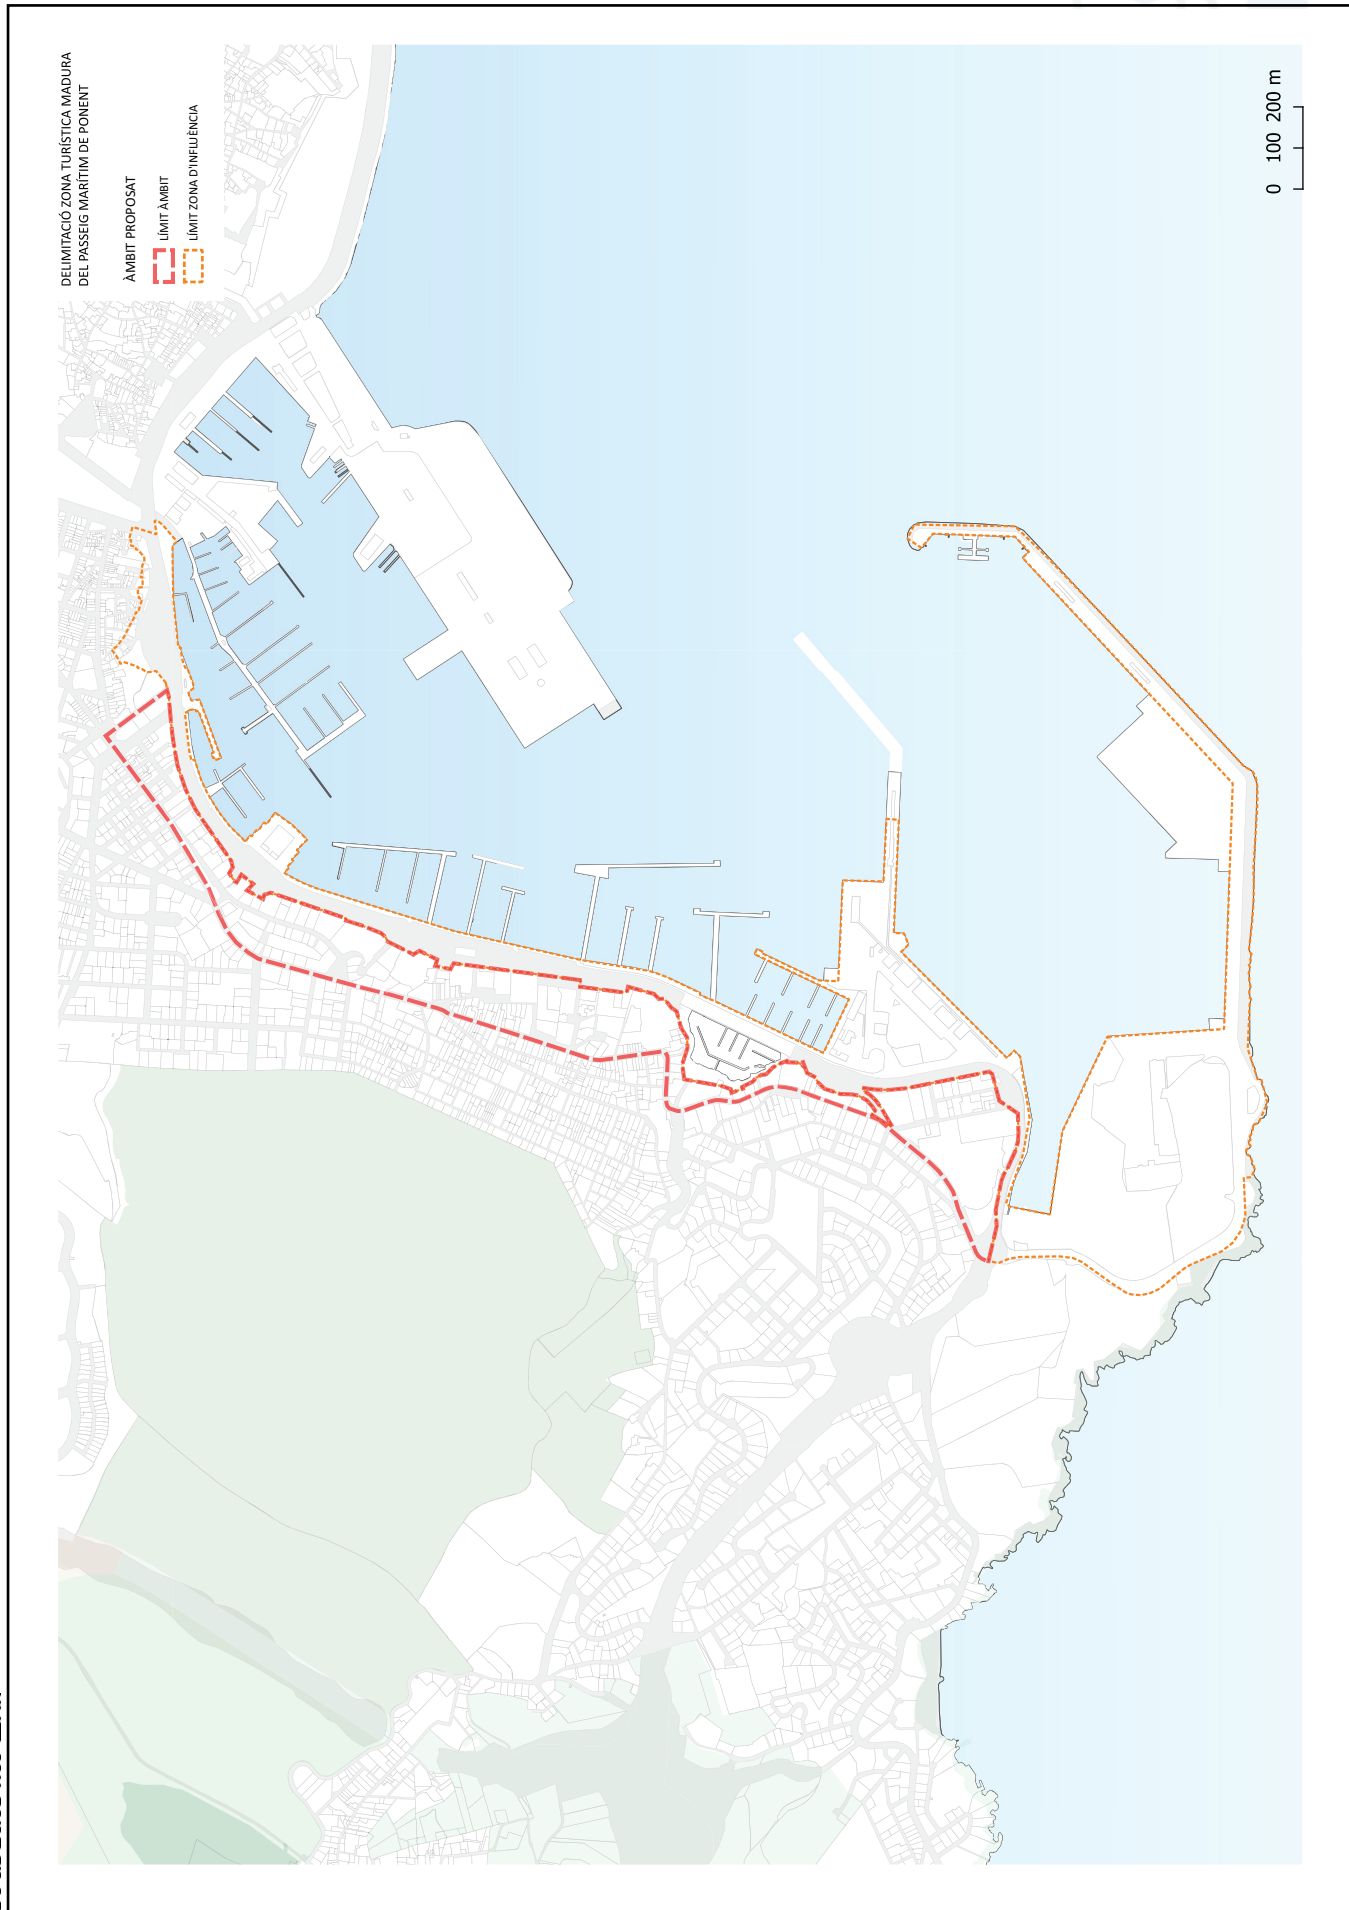 DELIMITACIÓ ZONA TURÍSTICA MADURA
DEL PASSEIG MARÍTIM DE PONENT
ÀMBIT PROPOSAT
LÍMIT ÀMBIT
LÍMIT ZONA D'INFLUÈNCIA
0 100 200 m